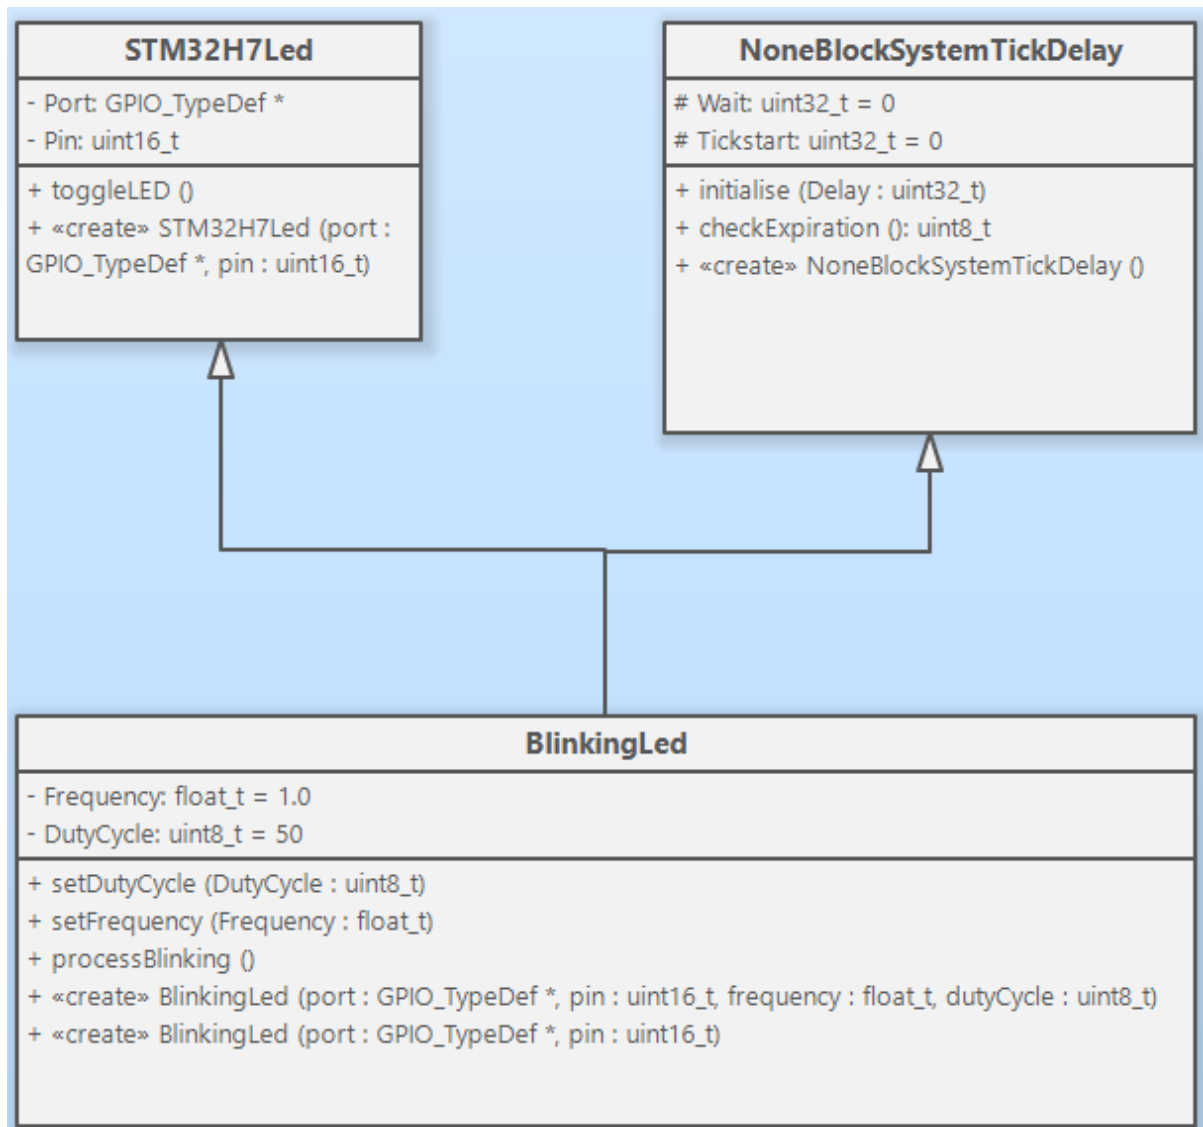 STM32H7Led
- Port: GPIO_TypeDef *
- Pin: uint16_t
+ toggleLED ()
+ «create» STM32H7Led (port :
GPIO_TypeDef *, pin : uint16_t)
NoneBlockSystemTickDelay
# Wait: uint32_t = 0
# Tickstart: uint32_t = 0
+ initialise (Delay : uint32_t)
+ checkExpiration (): uint8_t
+ «create» NoneBlockSystemTickDelay ()
BlinkingLed
- Frequency: float_t = 1.0
- DutyCycle: uint8_t = 50
+ setDutyCycle (DutyCycle : uint8_t)
+ setFrequency (Frequency : float_t)
+ processBlinking ()
+ «create» BlinkingLed (port : GPIO_TypeDef *, pin : uint16_t, frequency : float_t, dutyCycle : uint8_t)
+ «create» BlinkingLed (port : GPIO_TypeDef *, pin : uint16_t)